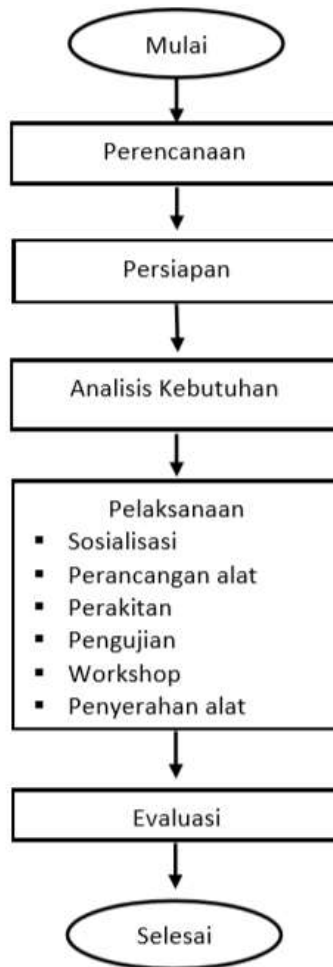 Mulai
Perencanaan
Persiapan
Analisis Kebutuhan
Pelaksanaan
▪ Sosialisasi
▪ Perancangan alat
▪ Perakitan
▪ Pengujian
▪ Workshop
▪ Penyerahan alat
Evaluasi
Selesai